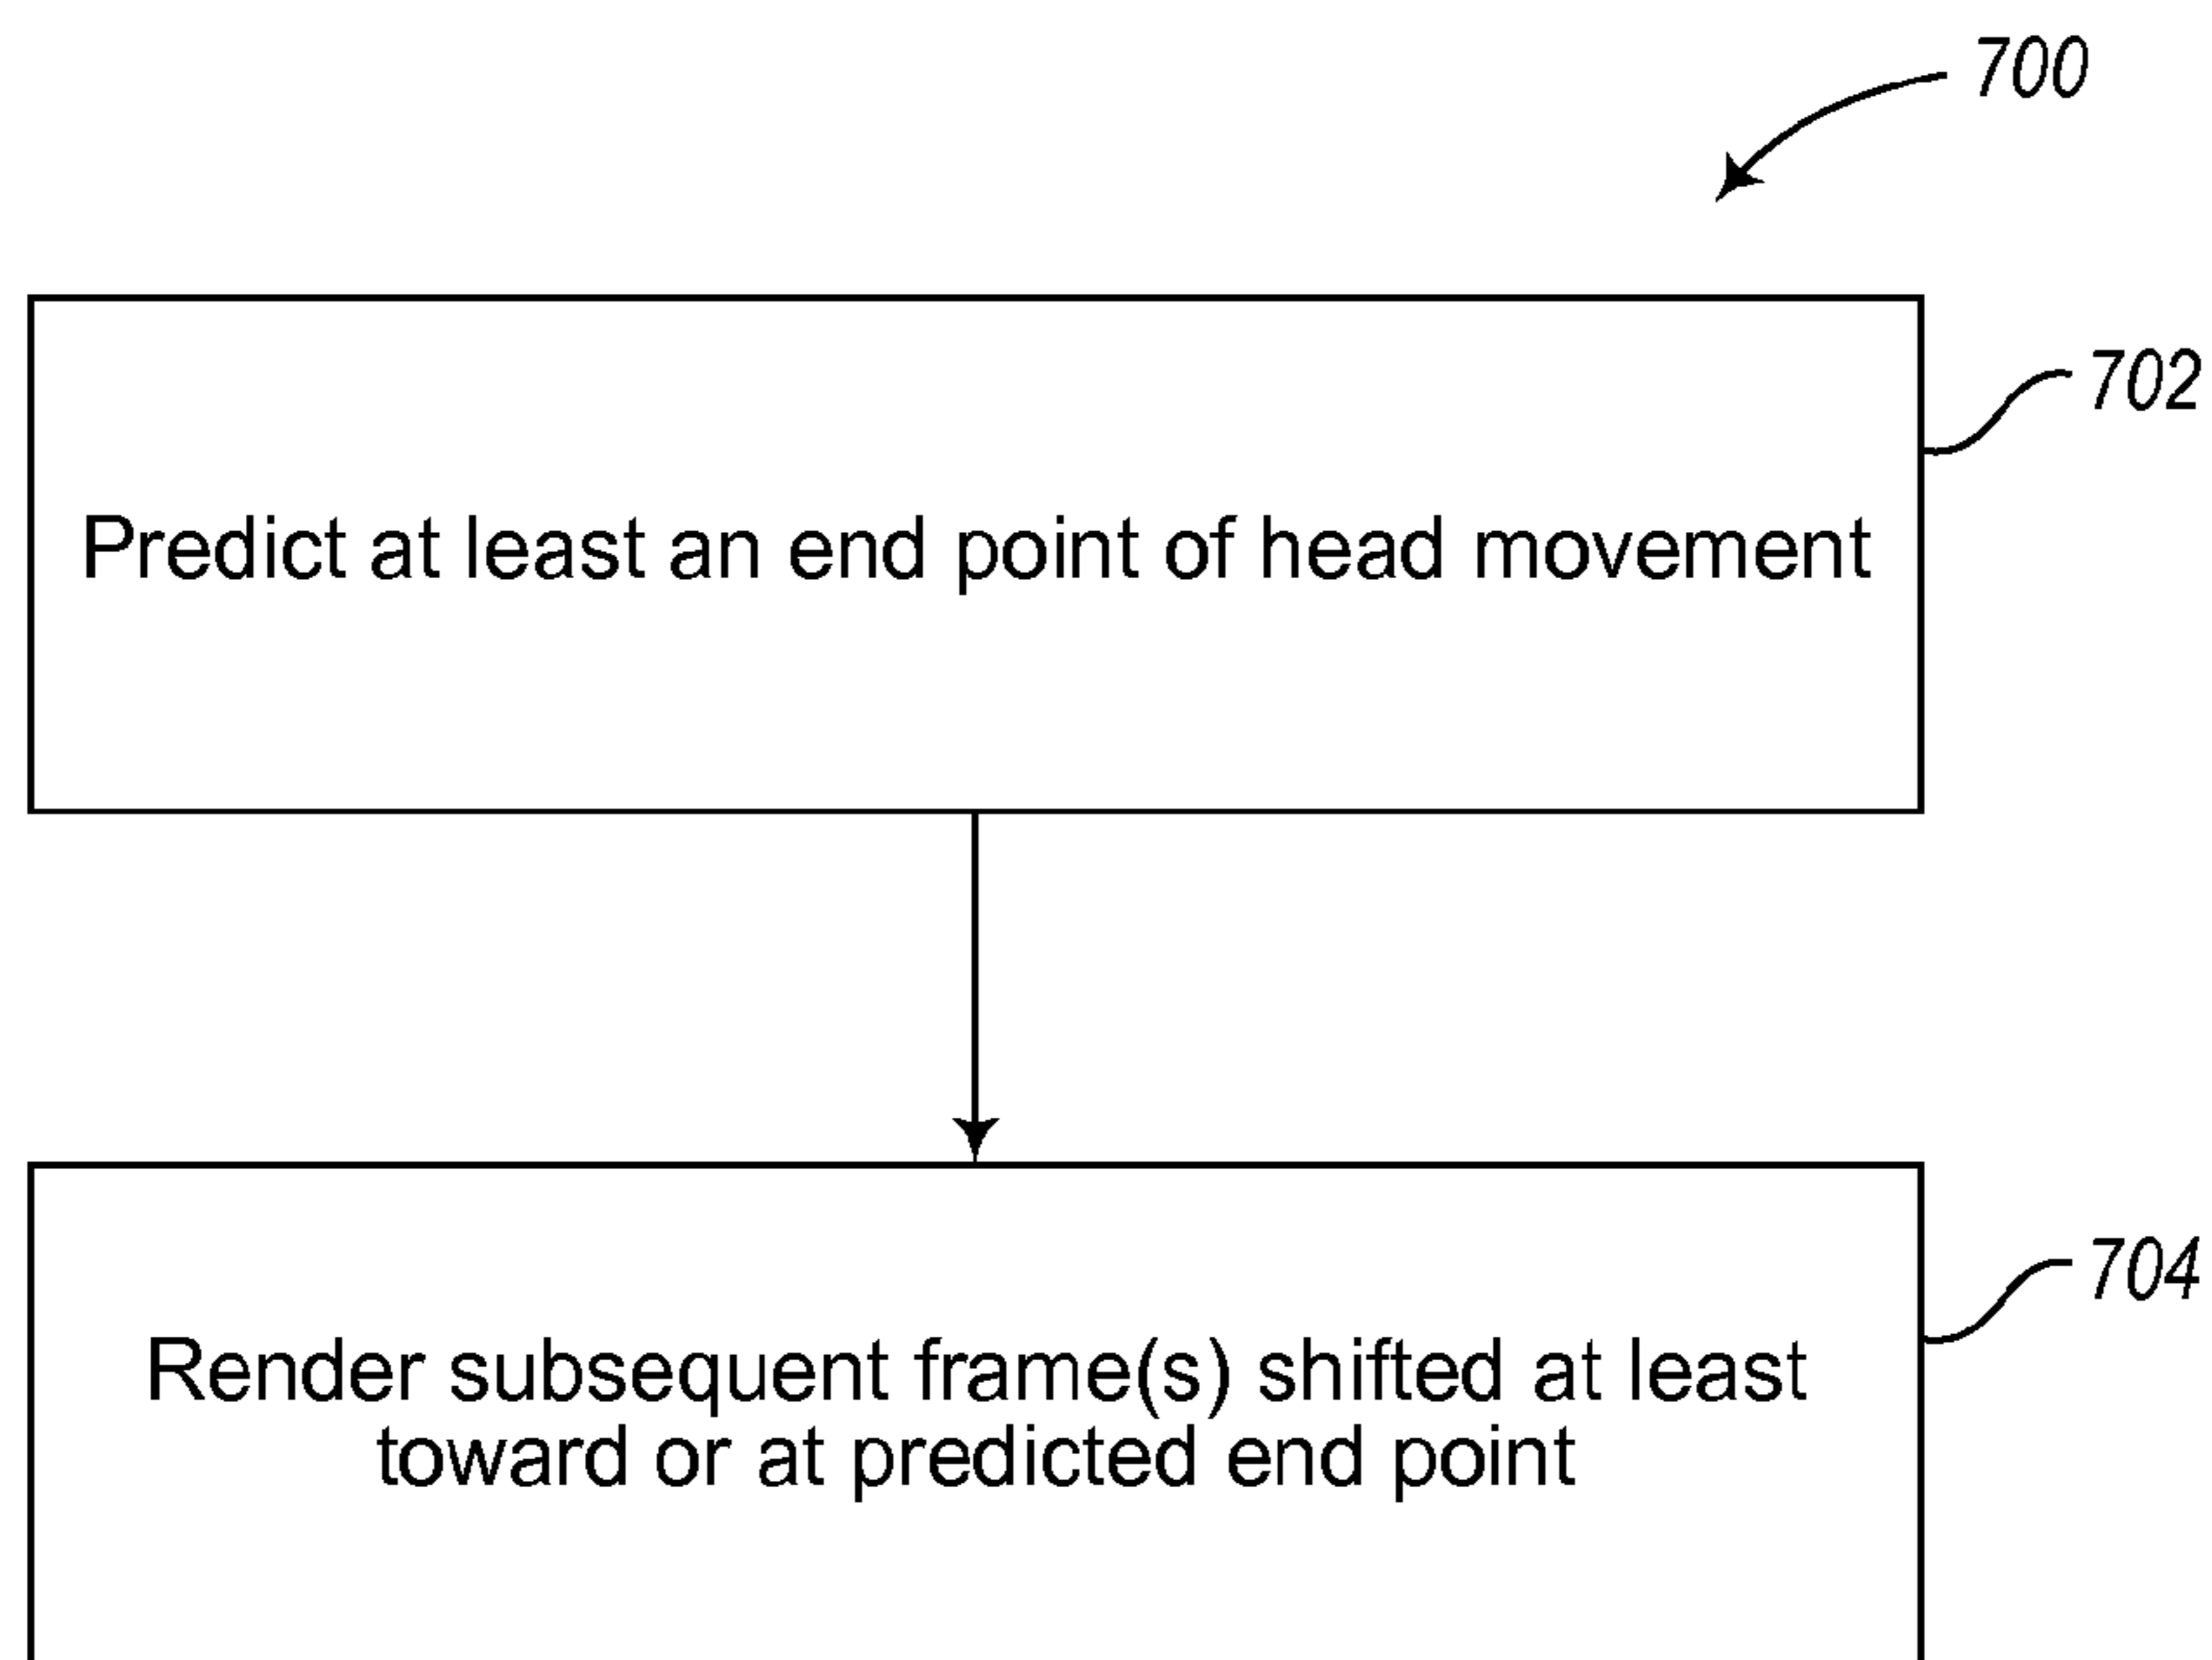 700
702
Predict at least an end point of head movement
704
Render subsequent frame(s) shifted at least
toward or at predicted end point